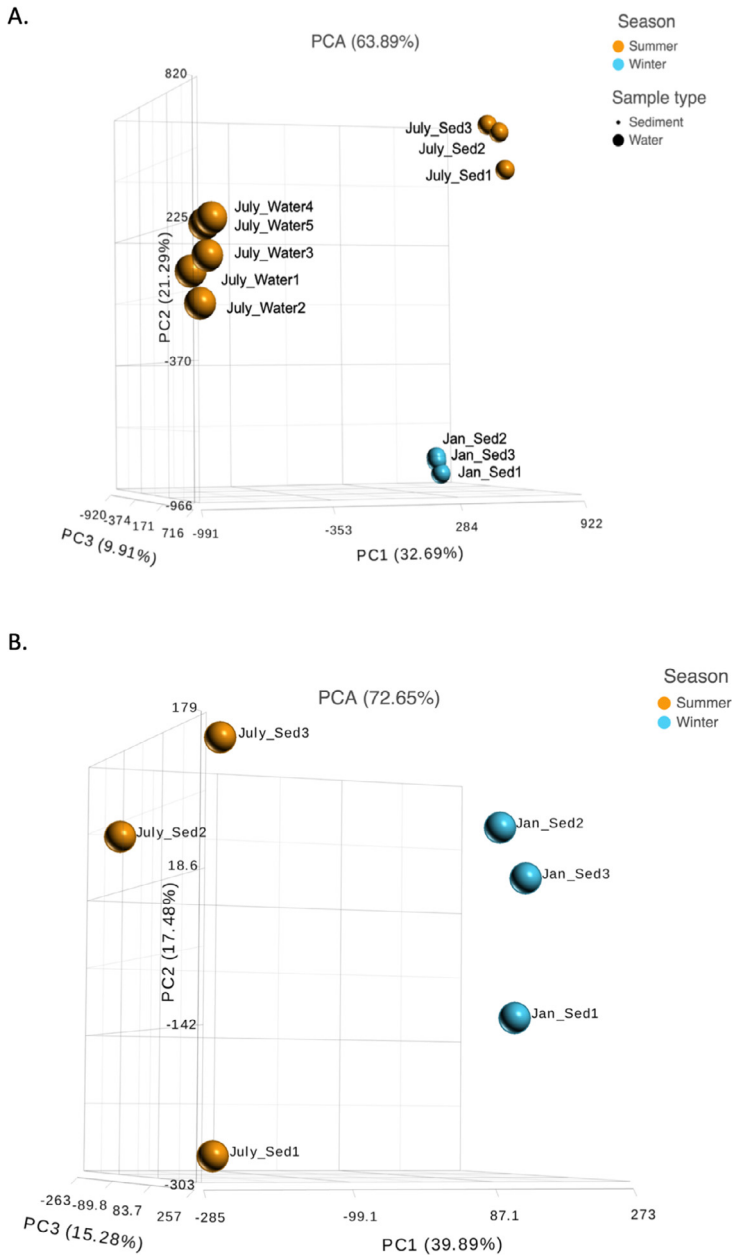 A.
PCA (63.89%)
Season
Summer
Winter
Sample type
Sediment
Water
820
225
-370
-966
PC2 (21.29%)
July_Sed3
July_Sed2
July_Sed1
July_Water4
July_Water5
July_Water3
July_Water1
July_Water2
Jan_Sed2
Jan_Sed3
Jan_Sed1
-920
-374
171
716
PC3 (9.91%)
-991
-353
284
922
PC1 (32.69%)
B.
PCA (72.65%)
Season
Summer
Winter
179
18.6
-142
-303
PC2 (17.48%)
July_Sed3
July_Sed2
Jan_Sed2
Jan_Sed3
Jan_Sed1
July_Sed1
-263
-89.8
83.7
257
PC3 (15.28%)
-285
-99.1
87.1
273
PC1 (39.89%)